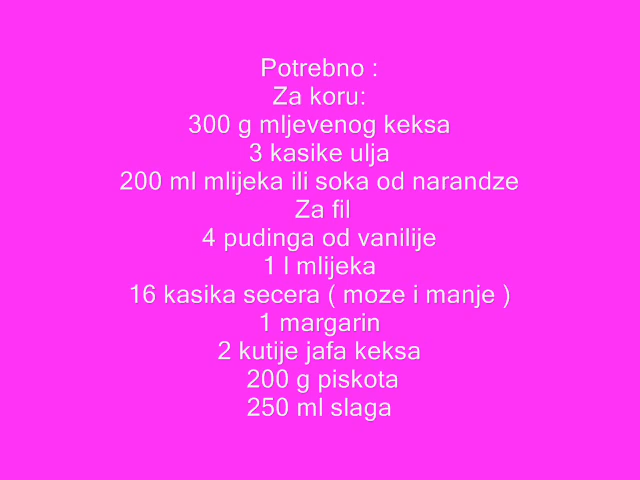 Potrebno :
Za koru:
300 g mljevenog keksa
3 kasike ulja
200 ml mlijeka ili soka od narandze
Za fil
4 pudinga od vanilije
1 l mlijeka
16 kasika secera ( moze i manje )
1 margarin
2 kutije jafa keksa
200 g piskota
250 ml slaga